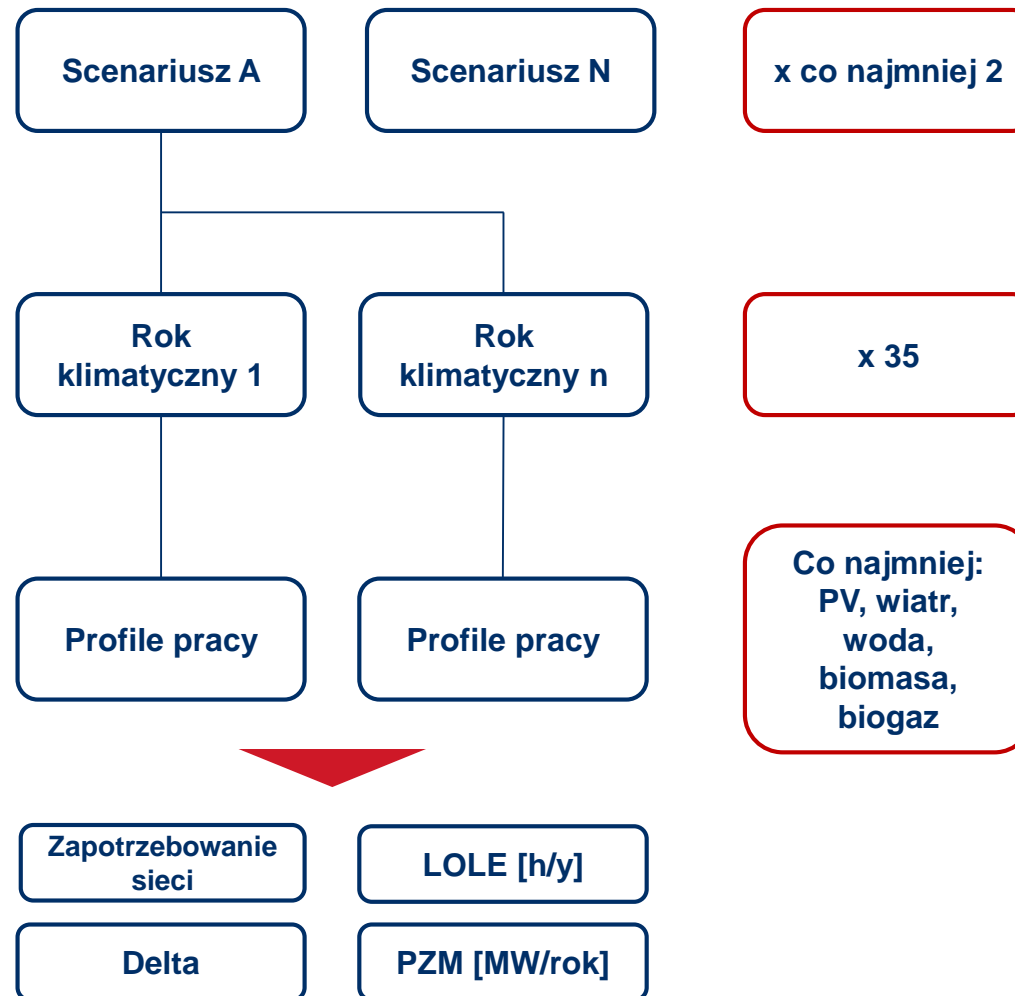 Scenariusz A
Scenariusz N
x co najmniej 2
Rok
klimatyczny 1
Rok
klimatyczny n
x 35
Profile pracy
Profile pracy
Co najmniej:
PV, wiatr,
woda,
biomasa,
biogaz
Zapotrzebowanie
sieci
LOLE [h/y]
Delta
PZM [MW/rok]